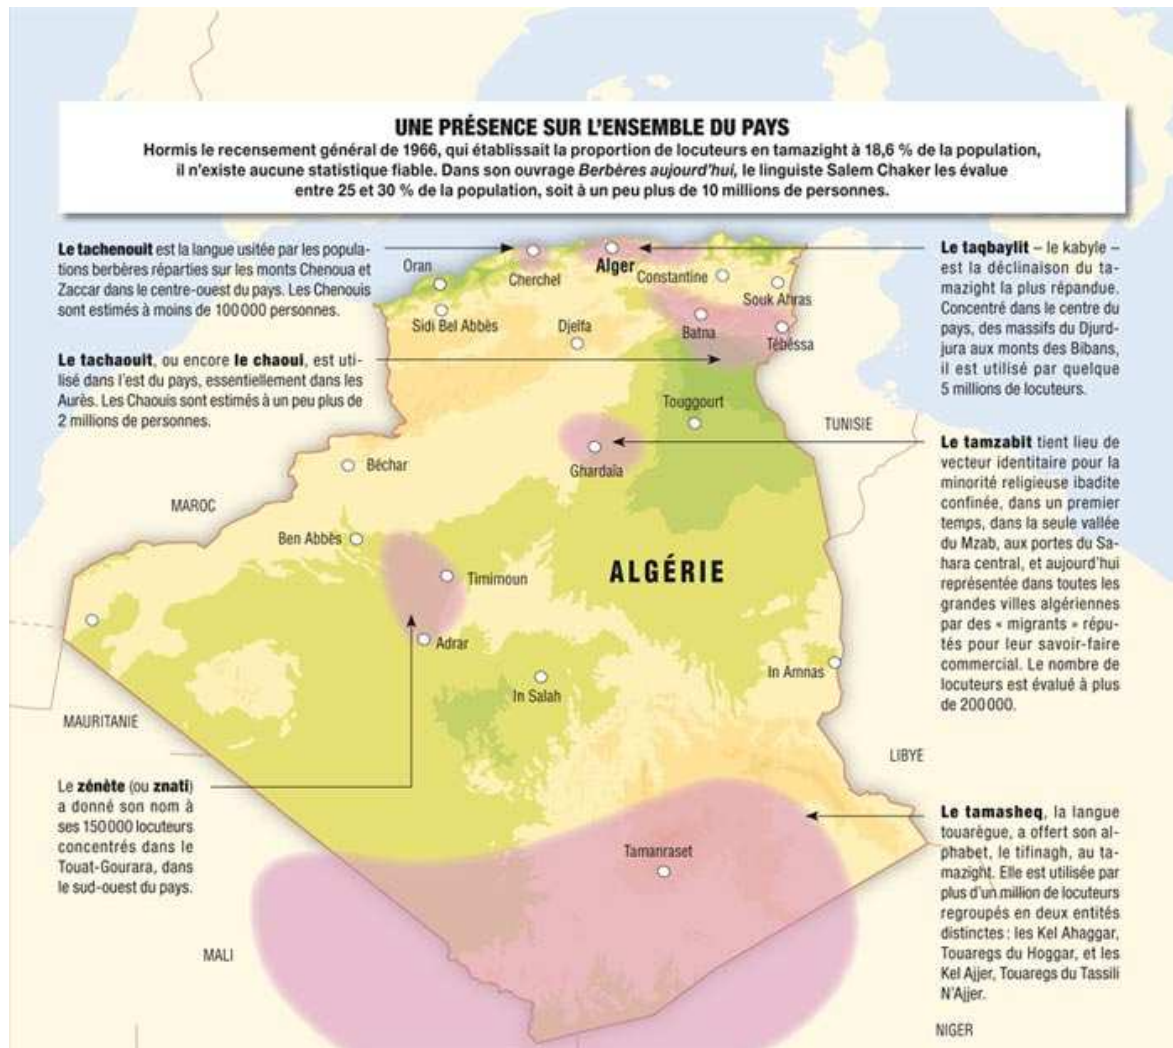 UNE PRÉSENCE SUR L'ENSEMBLE DU PAYS
Hormis le recensement général de 1966, qui établissait la proportion de locuteurs en tamazight à 18,6 % de la population,
il n'existe aucune statistique fiable. Dans son ouvrage Berbères aujourd'hui, le linguiste Salem Chaker les évalue
entre 25 et 30 % de la population, soit à un peu plus de 10 millions de personnes.
Le tachenouit est la langue usitée par les popula-
tions berbères réparties sur les monts Chenoua et
Zaccar dans le centre-ouest du pays. Les Chenouis
sont estimés à moins de 100 000 personnes.
Le tachaouit, ou encore le chaoui, est uti-
lisé dans l'est du pays, essentiellement dans les
Aurès. Les Chaouis sont estimés à un peu plus de
2 millions de personnes.
Le zénète (ou znati)
a donné son nom à
ses 150 000 locuteurs
concentrés dans le
Touat-Gourara, dans
le sud-ouest du pays.
Oran
Cherchel
Alger
Constantine
Souk Ahras
Sidi Bel Abbès
Djelfa
Batna
Tébessa
Touggourt
TUNISIE
Ghardaïa
Béchar
MAROC
Ben Abbès
Timimoun
ALGÉRIE
Adrar
In Salah
In Amnas
MAURITANIE
LIBYE
Tamanraset
MALI
NIGER
Le taqbaylit – le kabyle –
est la déclinaison du ta-
mazight la plus répandue.
Concentré dans le centre du
pays, des massifs du Djurd-
jura aux monts des Bibans,
il est utilisé par quelque
5 millions de locuteurs.
Le tamzabit tient lieu de
vecteur identitaire pour la
minorité religieuse ibadite
confinée, dans un premier
temps, dans la seule vallée
du Mzab, aux portes du Sa-
hara central, et aujourd'hui
représentée dans toutes les
grandes villes algériennes
par des « migrants » répu-
tés pour leur savoir-faire
commercial. Le nombre de
locuteurs est évalué à plus
de 200 000.
Le tamasheq, la langue
touarègue, a offert son al-
phabet, le tifinagh, au ta-
mazight. Elle est utilisée par
plus d'un million de locuteurs
regroupés en deux entités
distinctes : les Kel Ahaggar,
Touaregs du Hoggar, et les
Kel Ajjer, Touaregs du Tassili
N'Ajjer.